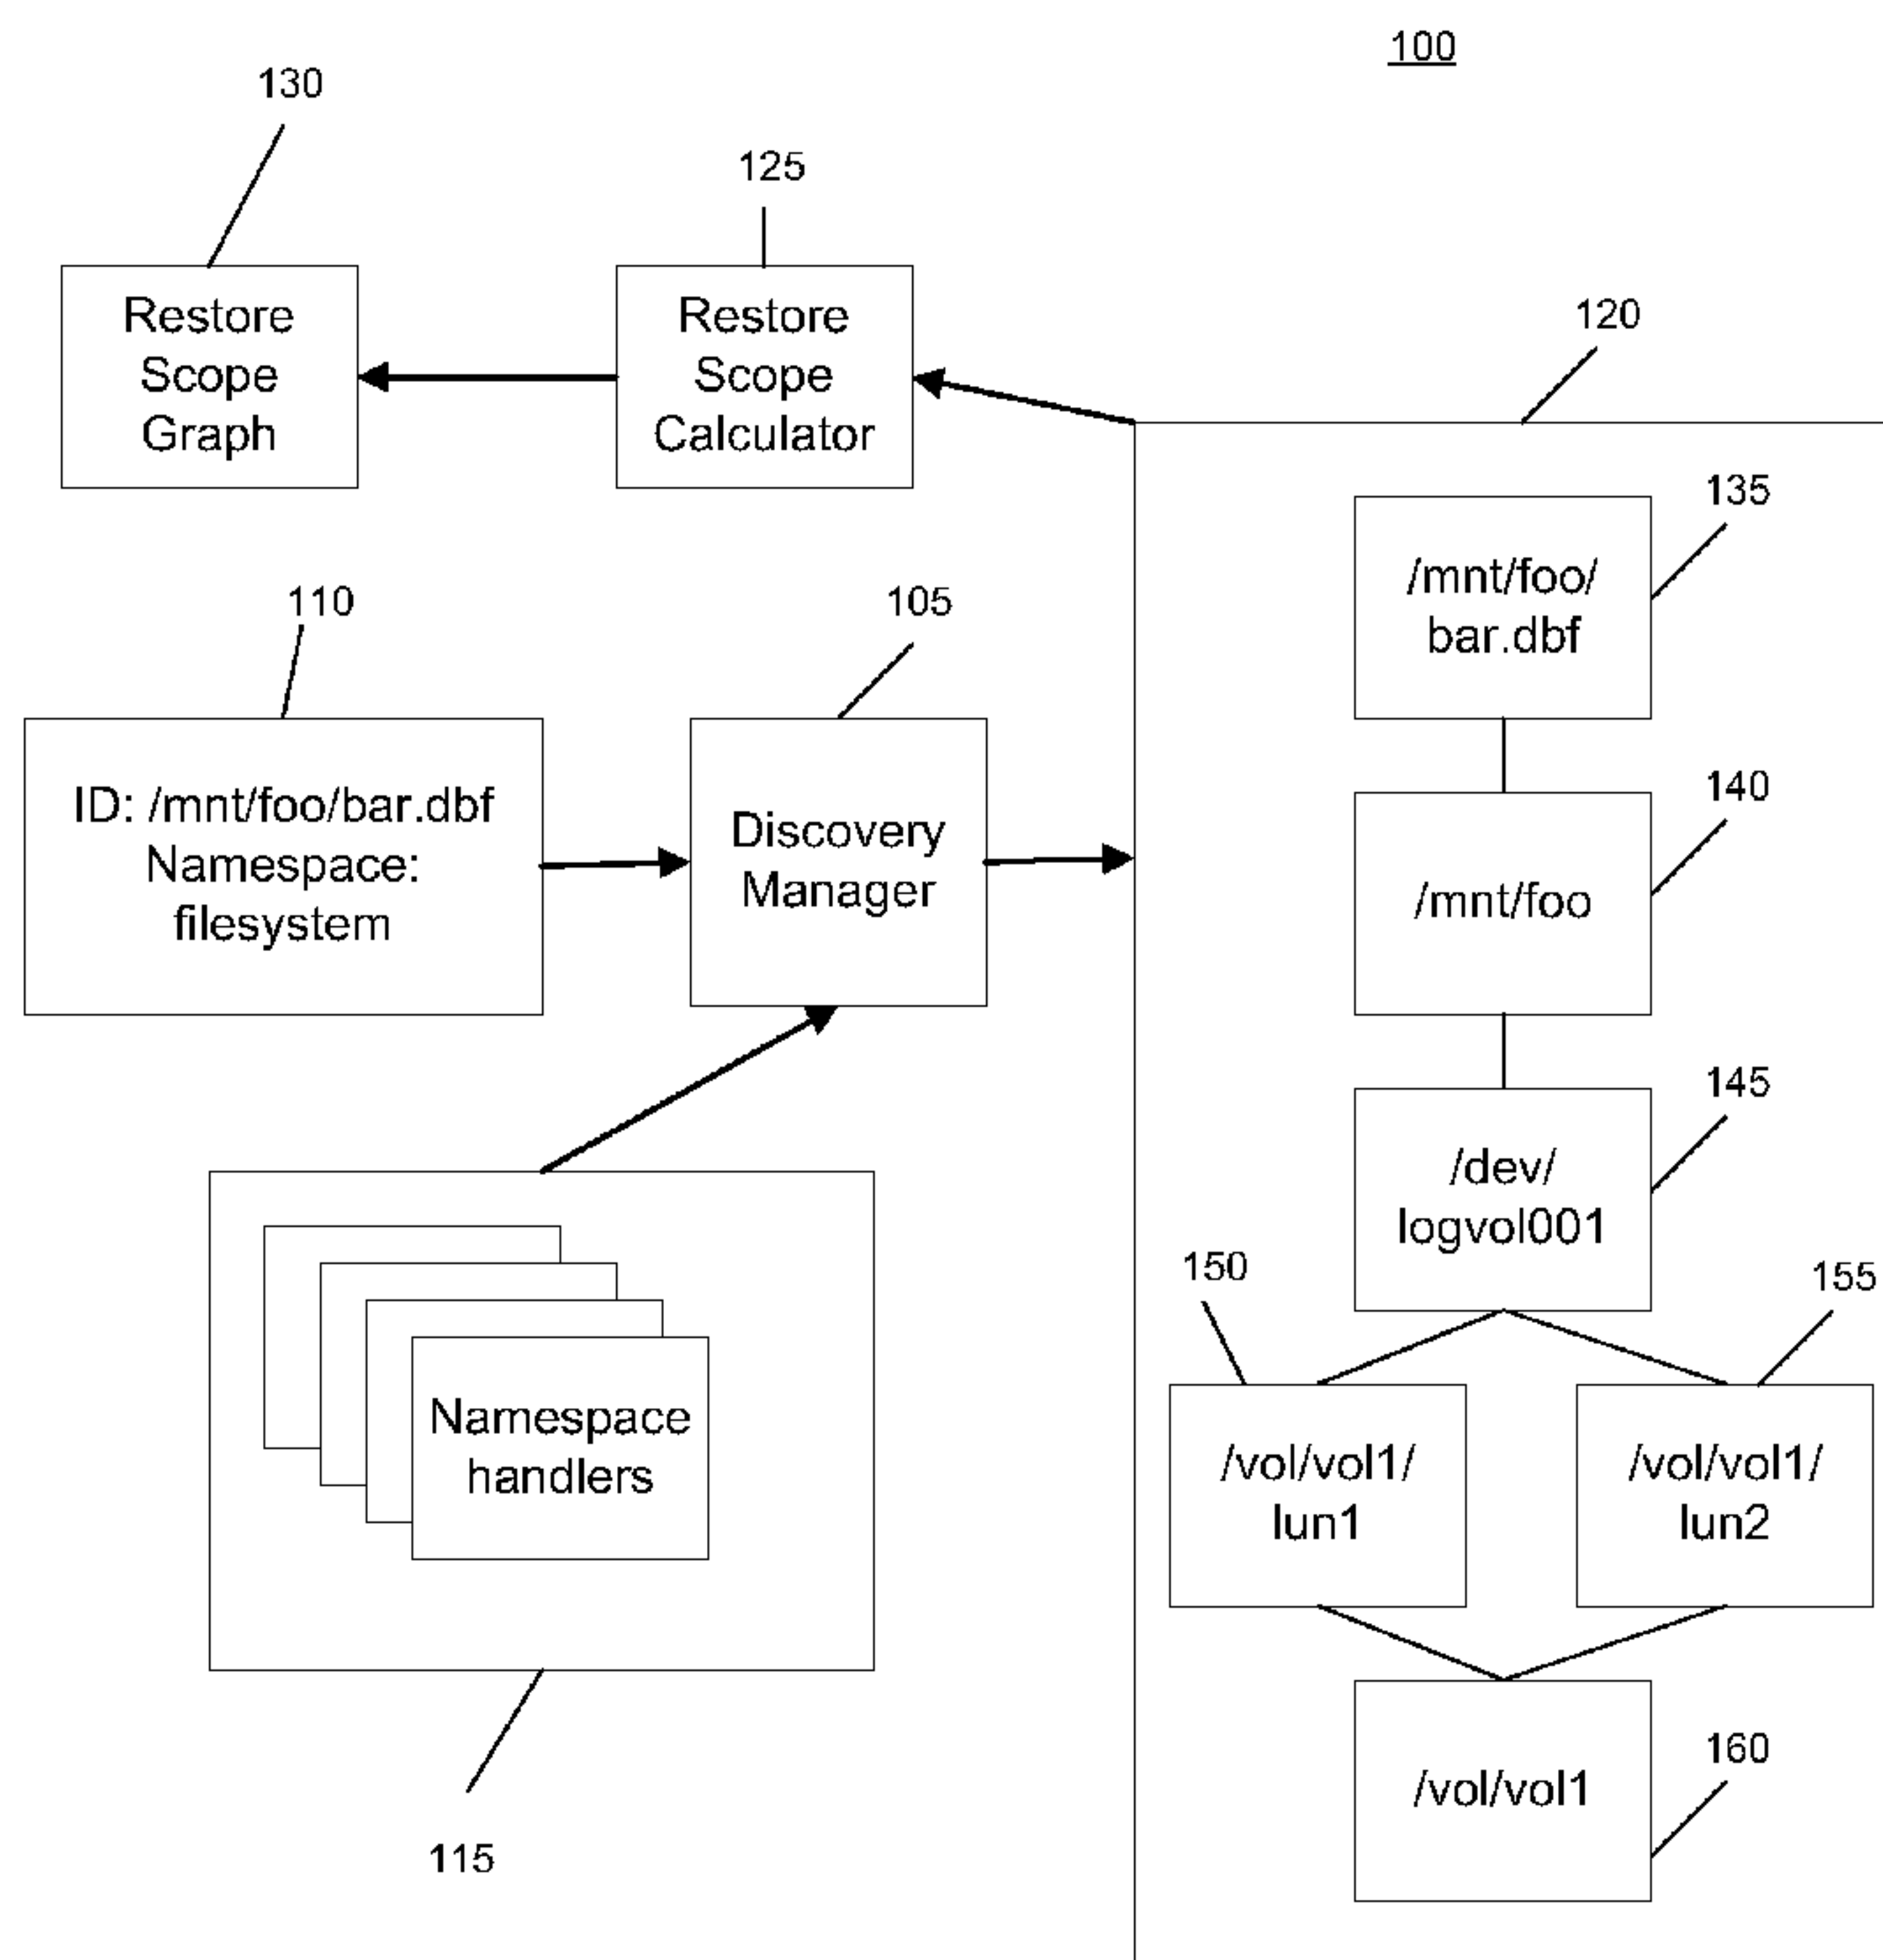 100
130
125
Restore
Scope
Graph
Restore
Scope
Calculator
120
135
/mnt/foo/
bar.dbf
110
105
ID: /mnt/foo/bar.dbf
Namespace:
filesystem
Discovery
Manager
140
/mnt/foo
145
/dev/
logvol001
150
155
Namespace
handlers
/vol/vol1/
lun1
/vol/vol1/
lun2
160
/vol/vol1
115